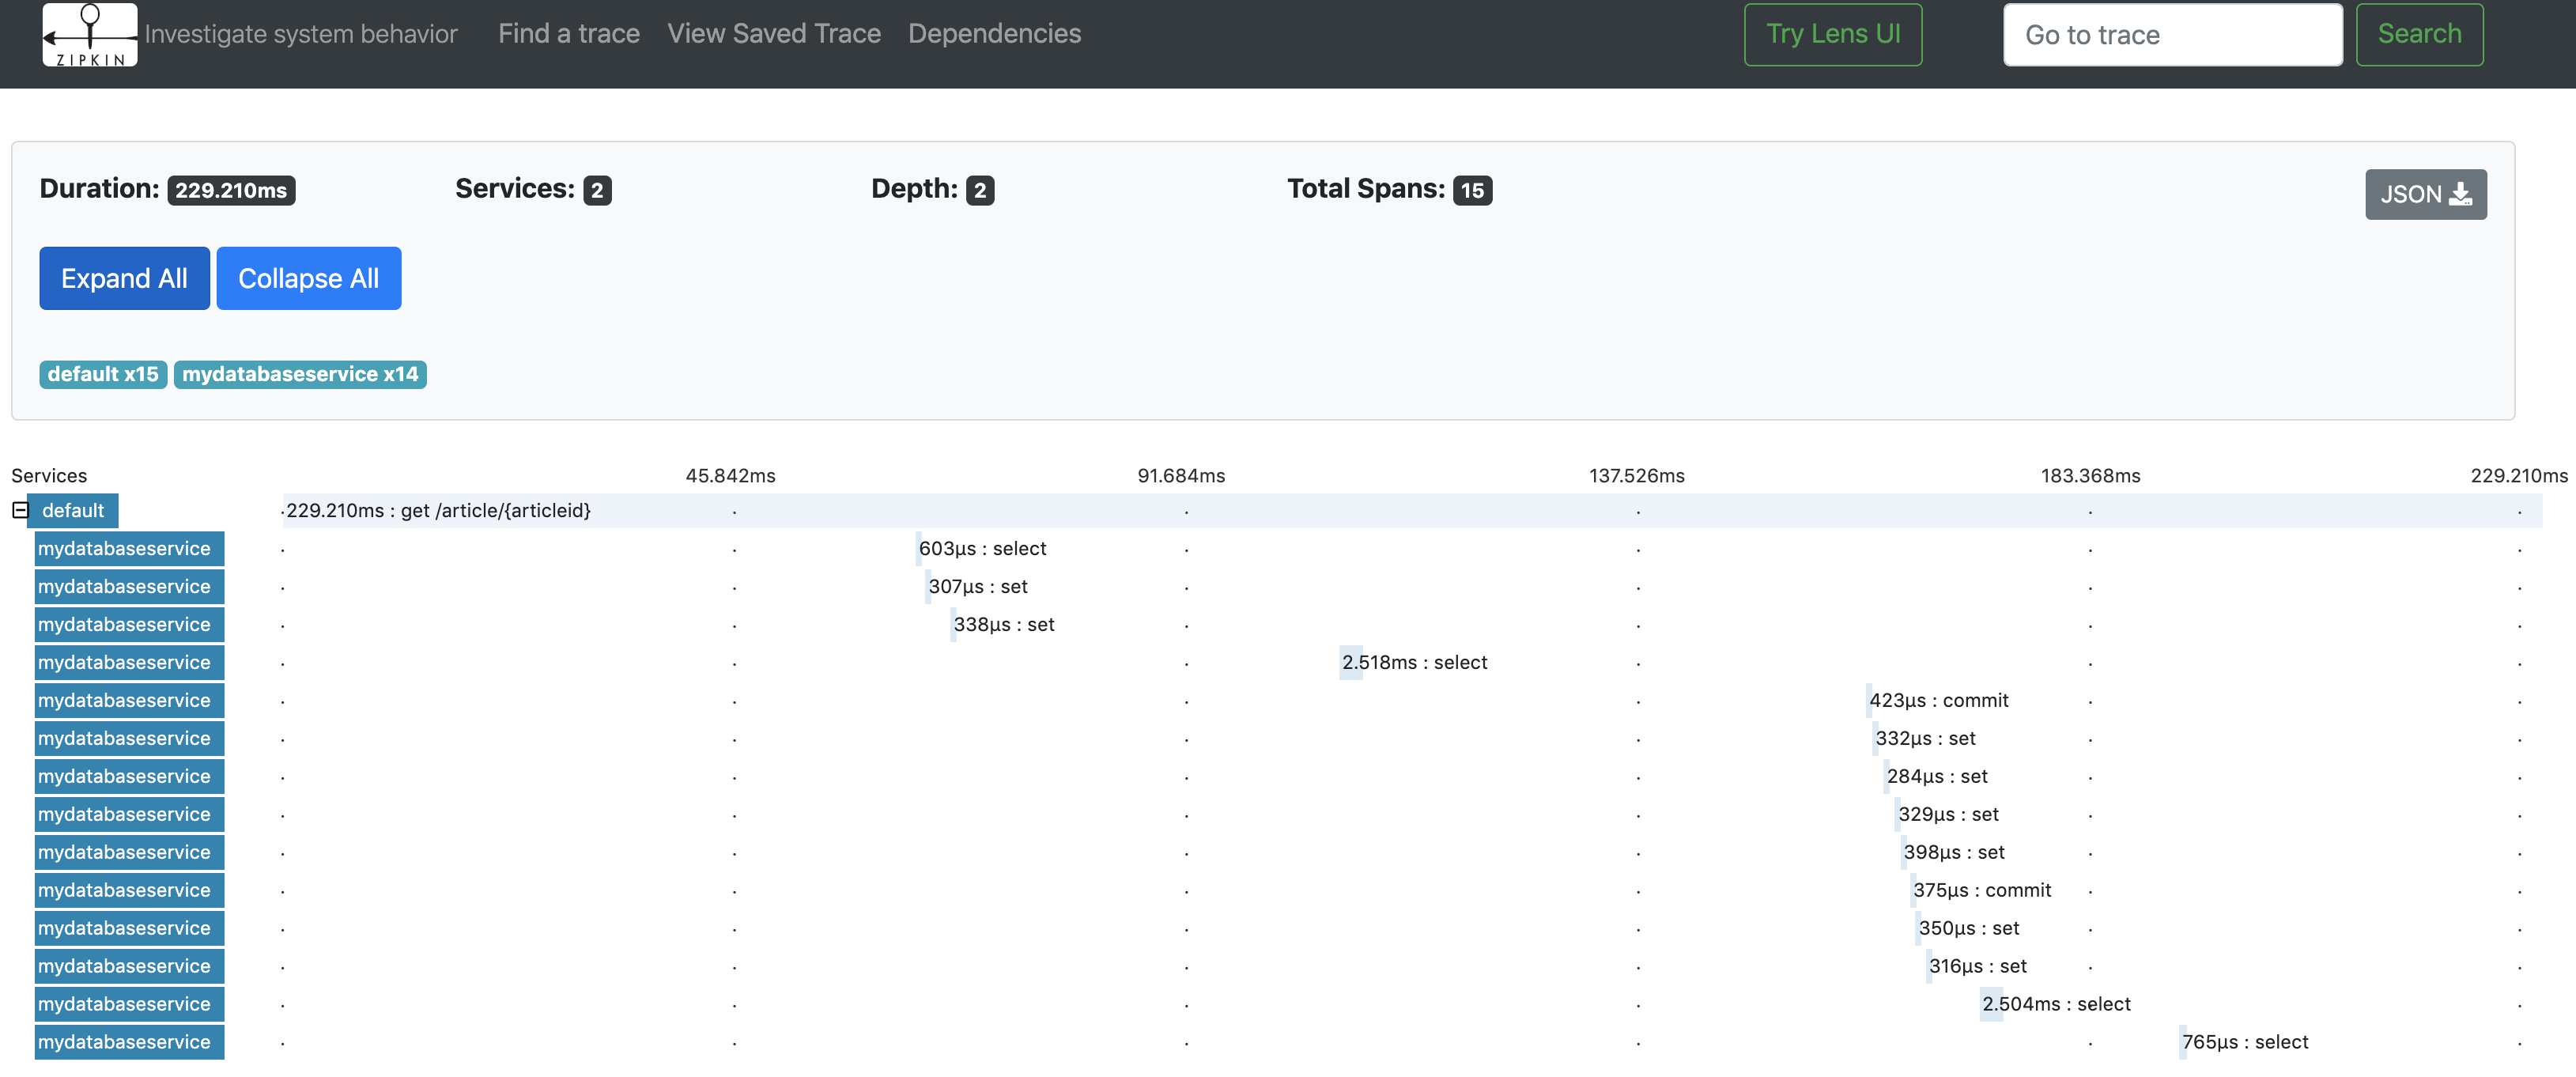 ZIPKIN Investigate system behavior Find a trace View Saved Trace Dependencies Try Lens UI Go to trace Search
Duration: 229.210ms Services: 2 Depth: 2 Total Spans: 15 JSON
Expand All Collapse All
default x15 mydatabaseservice x14
Services 45.842ms 91.684ms 137.526ms 183.368ms 229.210ms
default 229.210ms : get /article/{articleid}
mydatabaseservice 603μs : select
mydatabaseservice 307μs : set
mydatabaseservice 338μs : set
mydatabaseservice 2.518ms : select
mydatabaseservice 423μs : commit
mydatabaseservice 332μs : set
mydatabaseservice 284μs : set
mydatabaseservice 329μs : set
mydatabaseservice 398μs : set
mydatabaseservice 375μs : commit
mydatabaseservice 350μs : set
mydatabaseservice 316μs : set
mydatabaseservice 2.504ms : select
mydatabaseservice 765μs : select